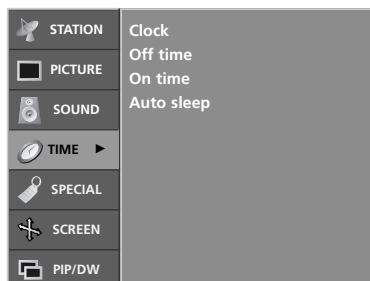 STATION
PICTURE
SOUND
TIME ►
SPECIAL
SCREEN
PIP/DW
Clock
Off time
On time
Auto sleep